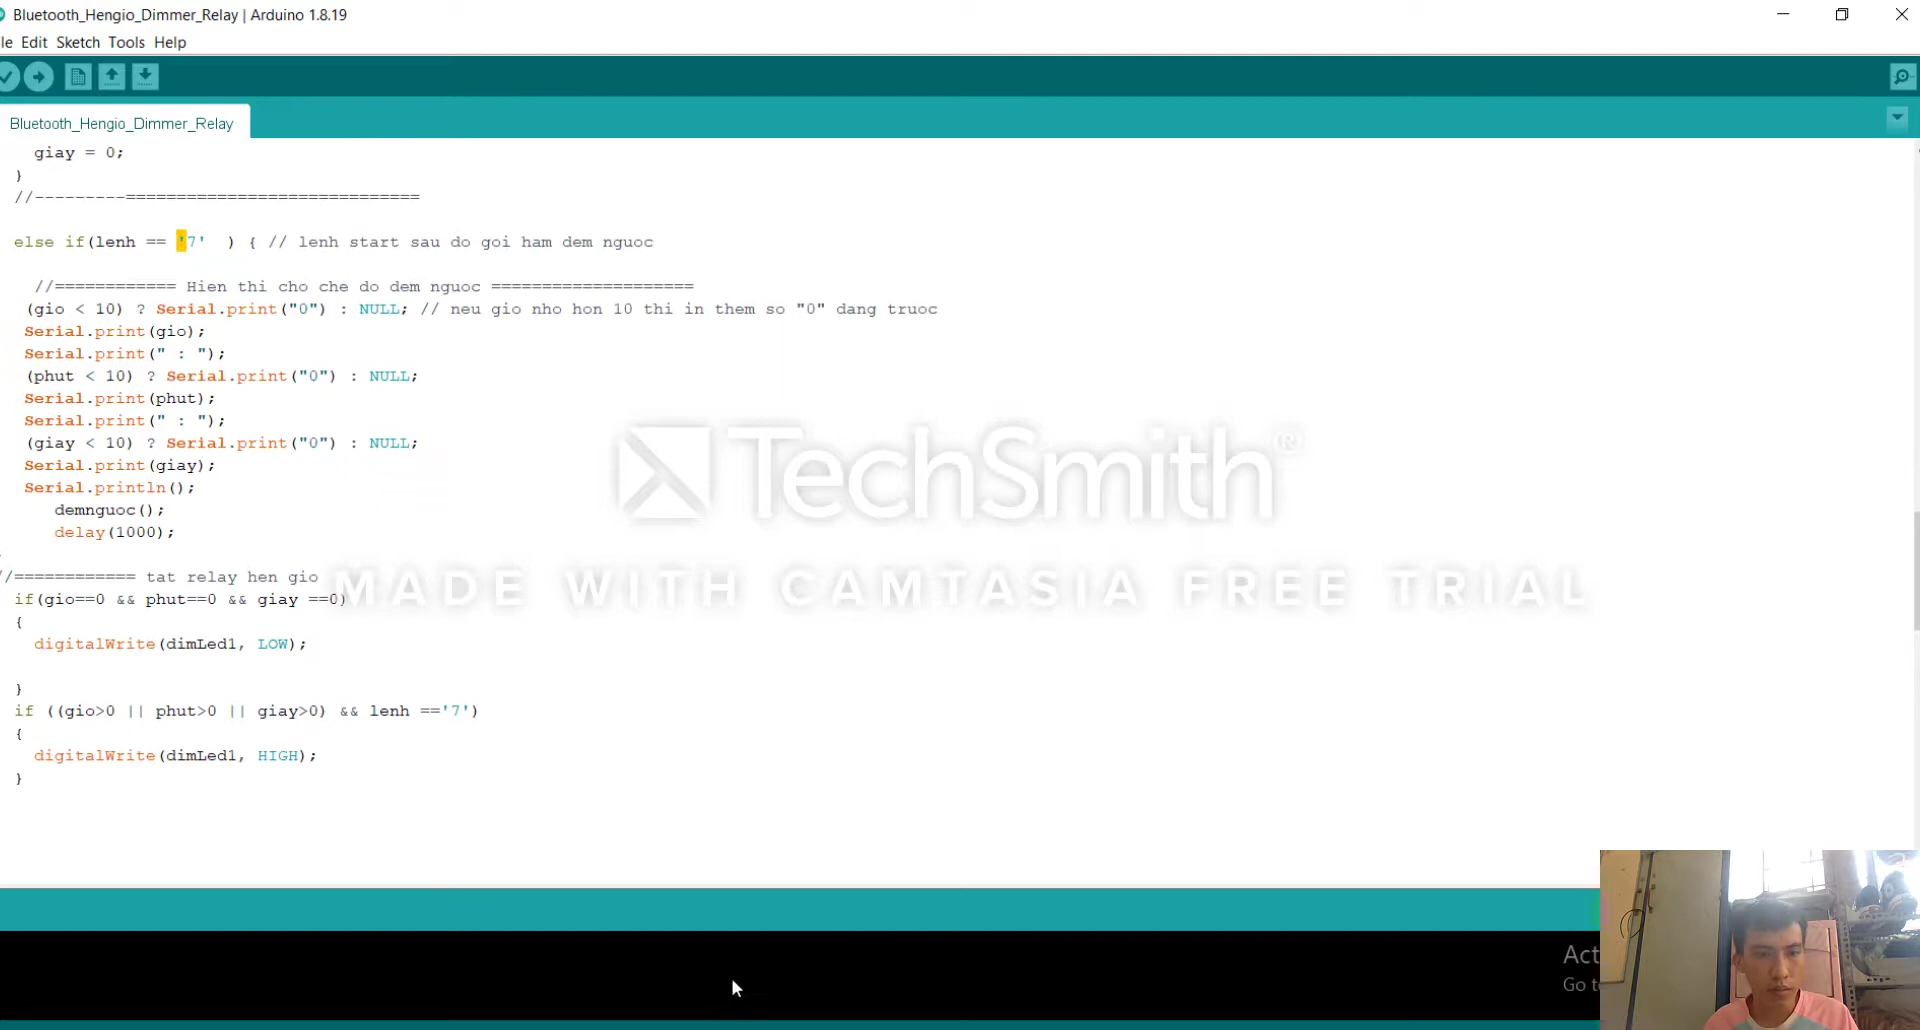 Bluetooth_Hengio_Dimmer_Relay | Arduino 1.8.19
le Edit Sketch Tools Help
Bluetooth_Hengio_Dimmer_Relay
giay = 0;
}
//---------=============================
else if(lenh == '7' ) { // lenh start sau do goi ham dem nguoc
//============ Hien thi cho che do dem nguoc ====================
(gio < 10) ? Serial.print("0") : NULL; // neu gio nho hon 10 thi in them so "0" dang truoc
Serial.print(gio);
Serial.print(" : ");
(phut < 10) ? Serial.print("0") : NULL;
Serial.print(phut);
Serial.print(" : ");
(giay < 10) ? Serial.print("0") : NULL;
Serial.print(giay);
Serial.println();
demnguoc();
delay(1000);
//============ tat relay hen gio
if(gio==0 && phut==0 && giay ==0)
{
digitalWrite(dimLed1, LOW);
}
if ((gio>0 || phut>0 || giay>0) && lenh =='7')
{
digitalWrite(dimLed1, HIGH);
}
TechSmith®
MADE WITH CAMTASIA FREE TRIAL
Act
Go t